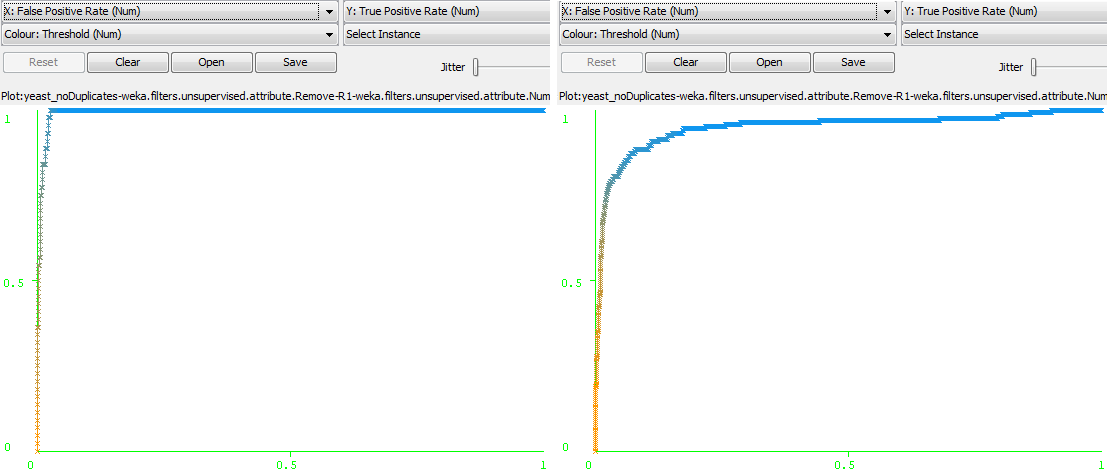 X: False Positive Rate (Num) Y: True Positive Rate (Num)
Colour: Threshold (Num) Select Instance
Reset Clear Open Save Jitter
Plot:yeast_noDuplicates-weka.filters.unsupervised.attribute.Remove-R1-weka.filters.unsupervised.attribute.Num
1
0.5
0
0 0.5 1
X: False Positive Rate (Num) Y: True Positive Rate (Num)
Colour: Threshold (Num) Select Instance
Reset Clear Open Save Jitter
Plot:yeast_noDuplicates-weka.filters.unsupervised.attribute.Remove-R1-weka.filters.unsupervised.attribute.Num
1
0.5
0
0 0.5 1